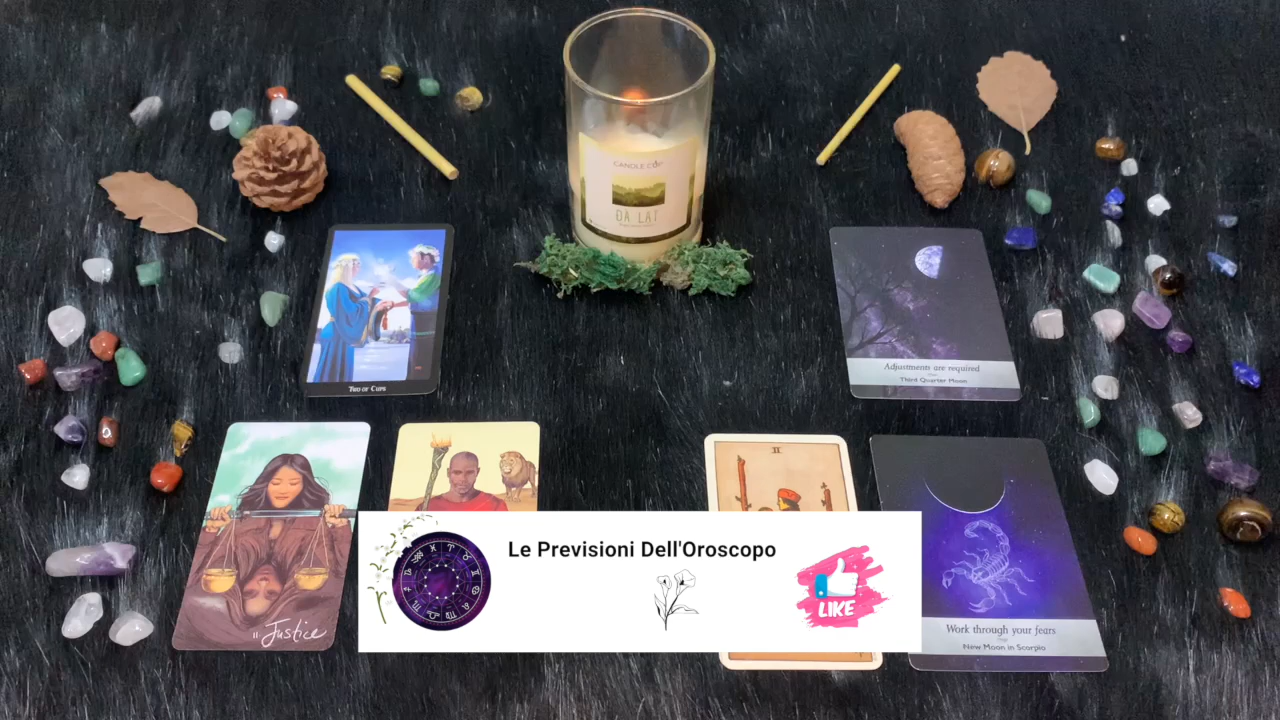 CANDLE CUP
ĐÀ LẠT
Two of Cups
Adjustments are required
Third Quarter Moon
II
11 Justice
Le Previsioni Dell'Oroscopo
LIKE
Work through your fears
New Moon in Scorpio